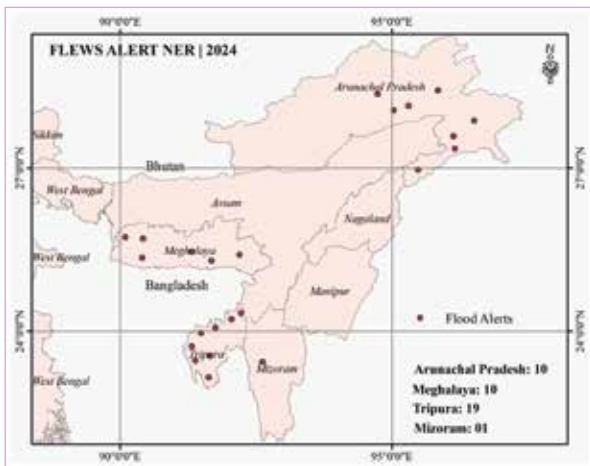 90°0'0"E
95°0'0"E
FLEWS ALERT NER | 2024
Arunachal Pradesh
Sikkim
Bhutan
27°0'0"N
27°0'0"N
West Bengal
Assam
Nagaland
Meghalaya
West Bengal
Bangladesh
Manipur
Flood Alerts
24°0'0"N
24°0'0"N
Tripura
Mizoram
West Bengal
Arunachal Pradesh: 10
Meghalaya: 10
Tripura: 19
Mizoram: 01
90°0'0"E
95°0'0"E